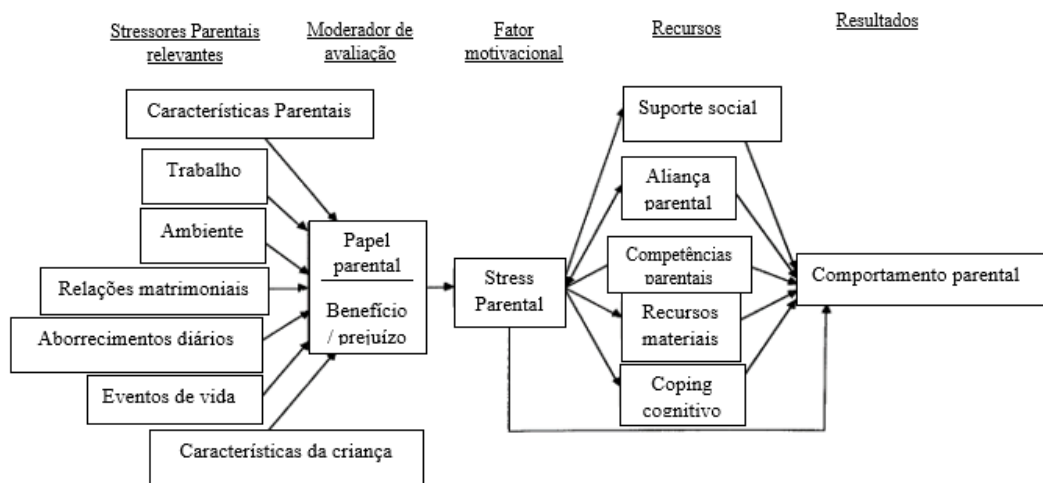 Stressores Parentais
relevantes
Moderador de
avaliação
Fator
motivacional
Recursos
Resultados
Características Parentais
Trabalho
Ambiente
Relações matrimoniais
Aborrecimentos diários
Eventos de vida
Características da criança
Papel
parental
Benefício
/ prejuízo
Stress
Parental
Suporte social
Aliança
parental
Competências
parentais
Recursos
materiais
Coping
cognitivo
Comportamento parental